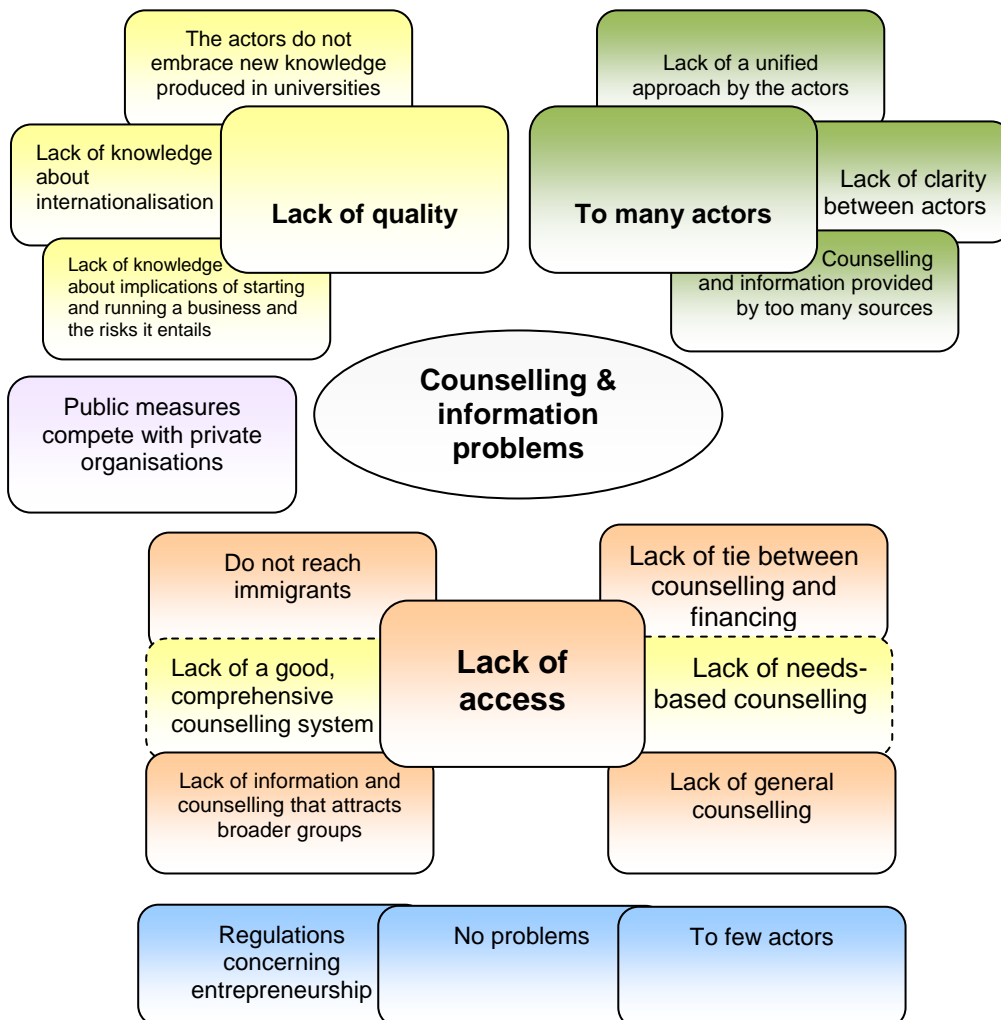 The actors do not
embrace new knowledge
produced in universities
Lack of knowledge
about
internationalisation
Lack of quality
Lack of knowledge
about implications of starting
and running a business and
the risks it entails
Lack of a unified
approach by the actors
To many actors
Lack of clarity
between actors
Counselling
and information provided
by too many sources
Counselling &
information
problems
Public measures
compete with private
organisations
Do not reach
immigrants
Lack of tie between
counselling and
financing
Lack of
access
Lack of a good,
comprehensive
counselling system
Lack of needs-
based counselling
Lack of information and
counselling that attracts
broader groups
Lack of general
counselling
Regulations
concerning
entrepreneurship
No problems
To few actors